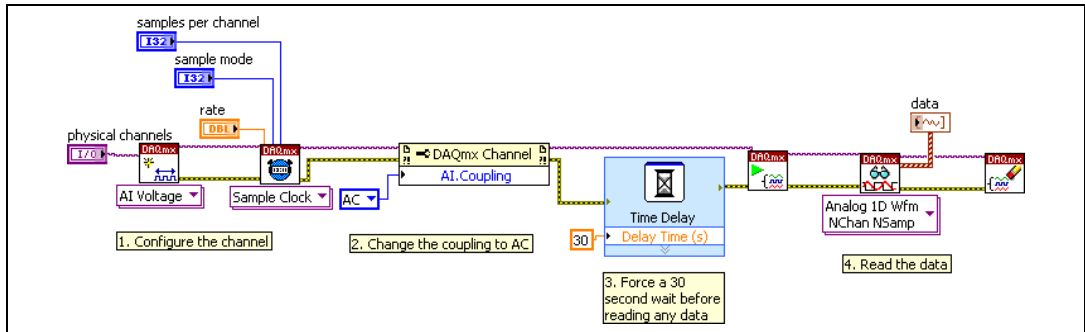 samples per channel
I32
sample mode
I32
rate
DBL
data
physical channels
I/O
DAQmx
DAQmx
DAQmx Channel
DAQmx
DAQmx
DAQmx
AI Voltage
Sample Clock
AC
AI.Coupling
Time Delay
30
Delay Time (s)
Analog 1D Wfm
NChan NSamp
1. Configure the channel
2. Change the coupling to AC
3. Force a 30
second wait before
reading any data
4. Read the data